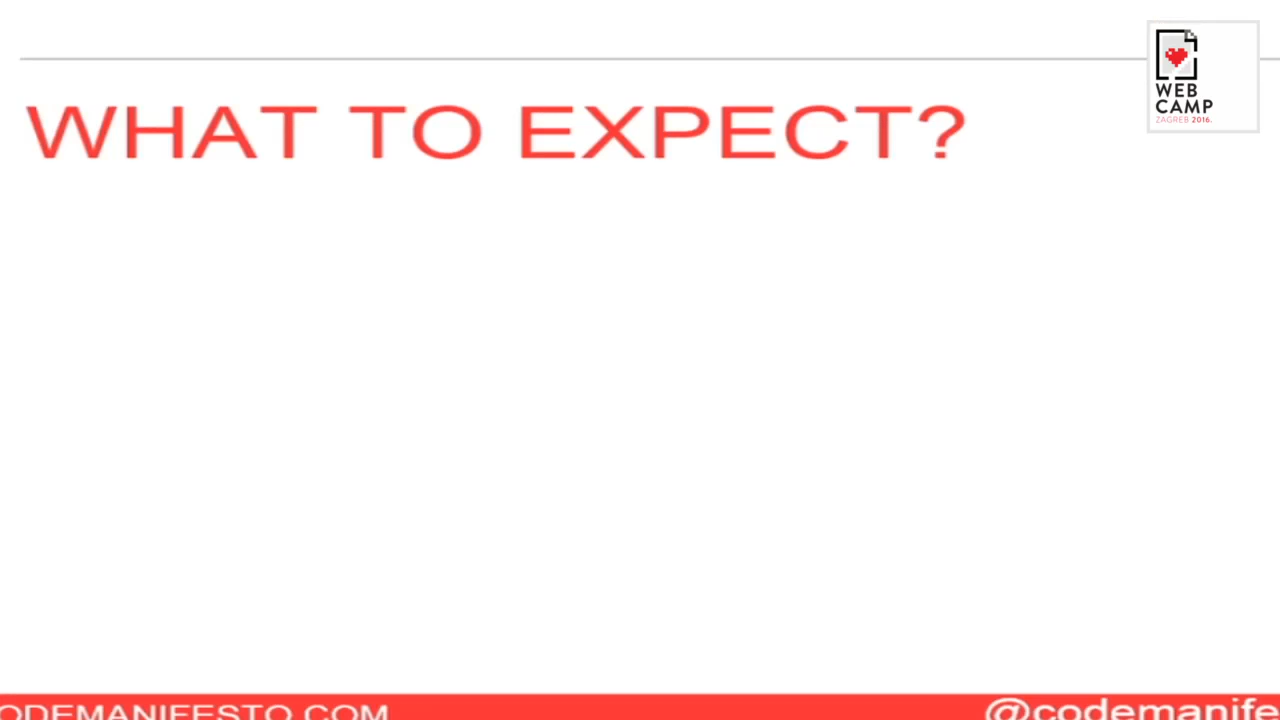 WHAT TO EXPECT?
WEB
CAMP
ZAGREB 2016.
ODEMANIFESTO.COM
@codemanife